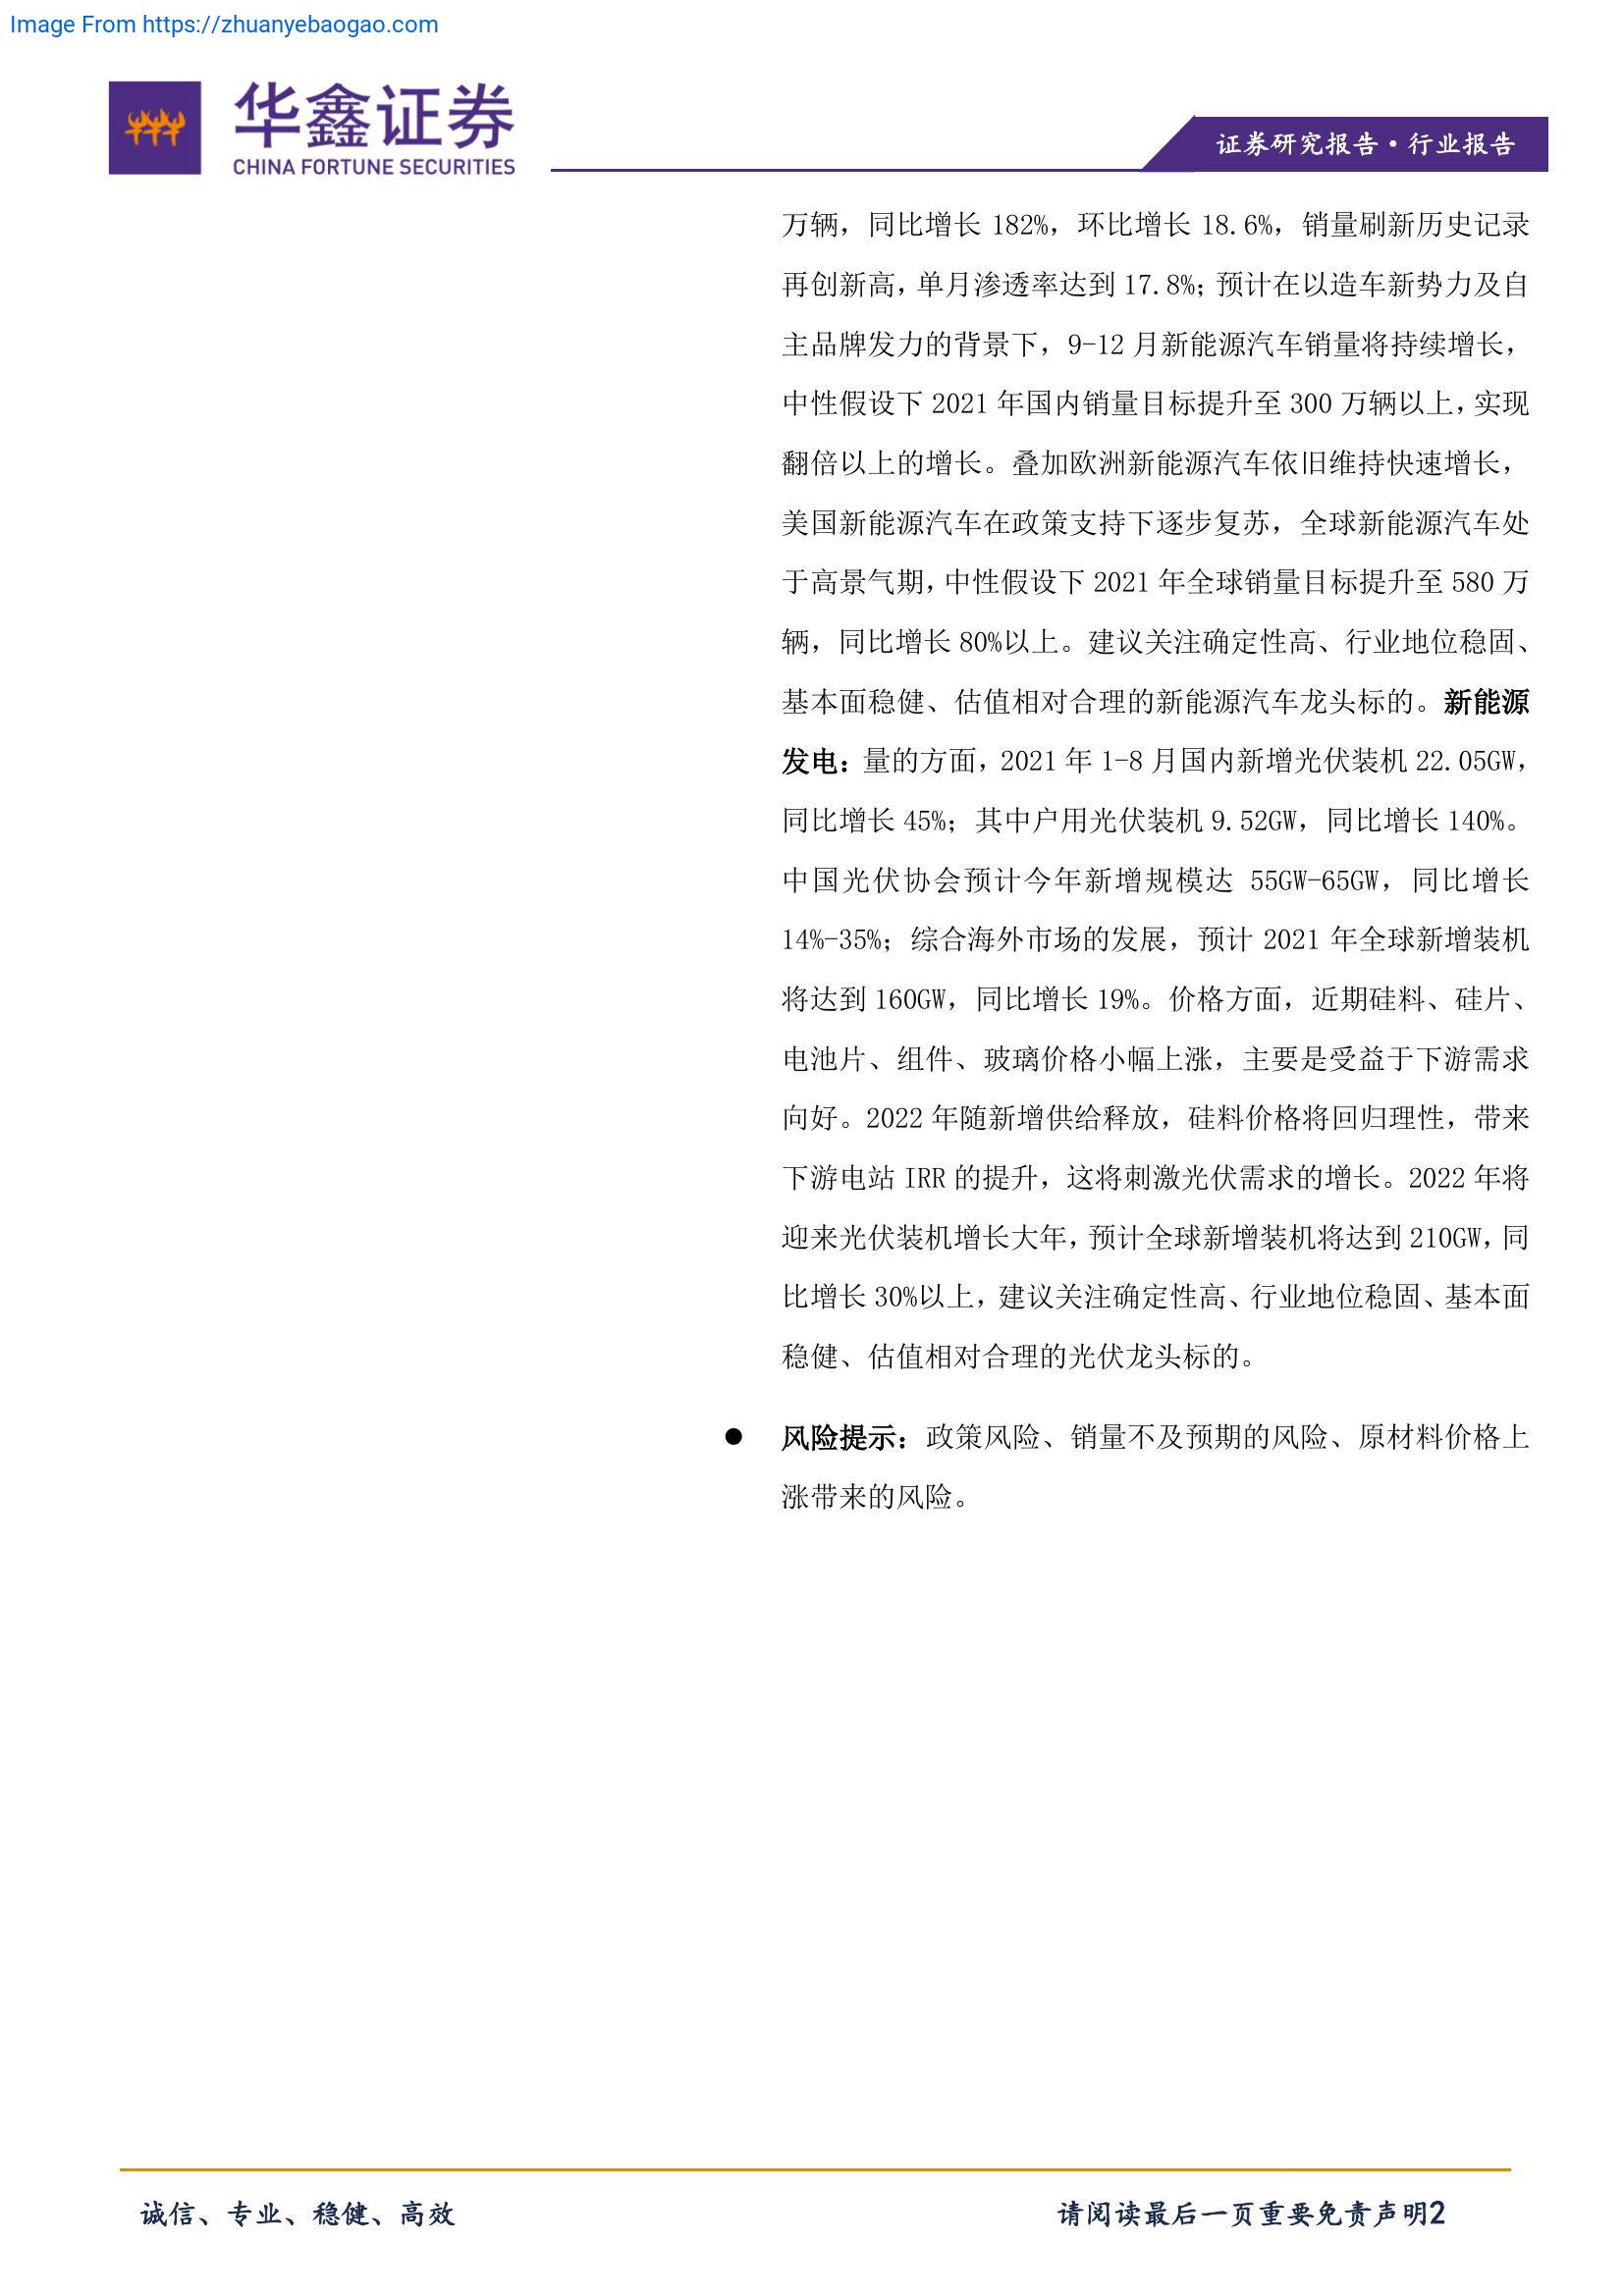 Image From https://zhuanyebaogao.com
华鑫证券
CHINA FORTUNE SECURITIES
证券研究报告·行业报告
万辆，同比增长 182%，环比增长 18.6%，销量刷新历史记录
再创新高，单月渗透率达到 17.8%；预计在以造车新势力及自
主品牌发力的背景下，9-12 月新能源汽车销量将持续增长，
中性假设下 2021 年国内销量目标提升至 300 万辆以上，实现
翻倍以上的增长。叠加欧洲新能源汽车依旧维持快速增长，
美国新能源汽车在政策支持下逐步复苏，全球新能源汽车处
于高景气期，中性假设下 2021 年全球销量目标提升至 580 万
辆，同比增长 80%以上。建议关注确定性高、行业地位稳固、
基本面稳健、估值相对合理的新能源汽车龙头标的。新能源
发电：量的方面，2021 年 1-8 月国内新增光伏装机 22.05GW，
同比增长 45%；其中户用光伏装机 9.52GW，同比增长 140%。
中国光伏协会预计今年新增规模达 55GW-65GW，同比增长
14%-35%；综合海外市场的发展，预计 2021 年全球新增装机
将达到 160GW，同比增长 19%。价格方面，近期硅料、硅片、
电池片、组件、玻璃价格小幅上涨，主要是受益于下游需求
向好。2022 年随新增供给释放，硅料价格将回归理性，带来
下游电站 IRR 的提升，这将刺激光伏需求的增长。2022 年将
迎来光伏装机增长大年，预计全球新增装机将达到 210GW，同
比增长 30%以上，建议关注确定性高、行业地位稳固、基本面
稳健、估值相对合理的光伏龙头标的。
● 风险提示：政策风险、销量不及预期的风险、原材料价格上
涨带来的风险。
诚信、专业、稳健、高效
请阅读最后一页重要免责声明2